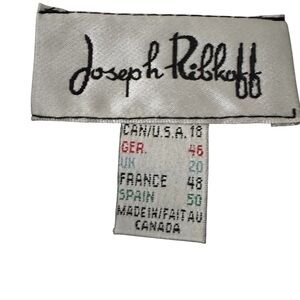 Joseph Ribkoff
CAN/U.S.A. 18
GER. 46
UK 20
FRANCE 48
SPAIN 50
MADE IN/FAIT AU
CANADA